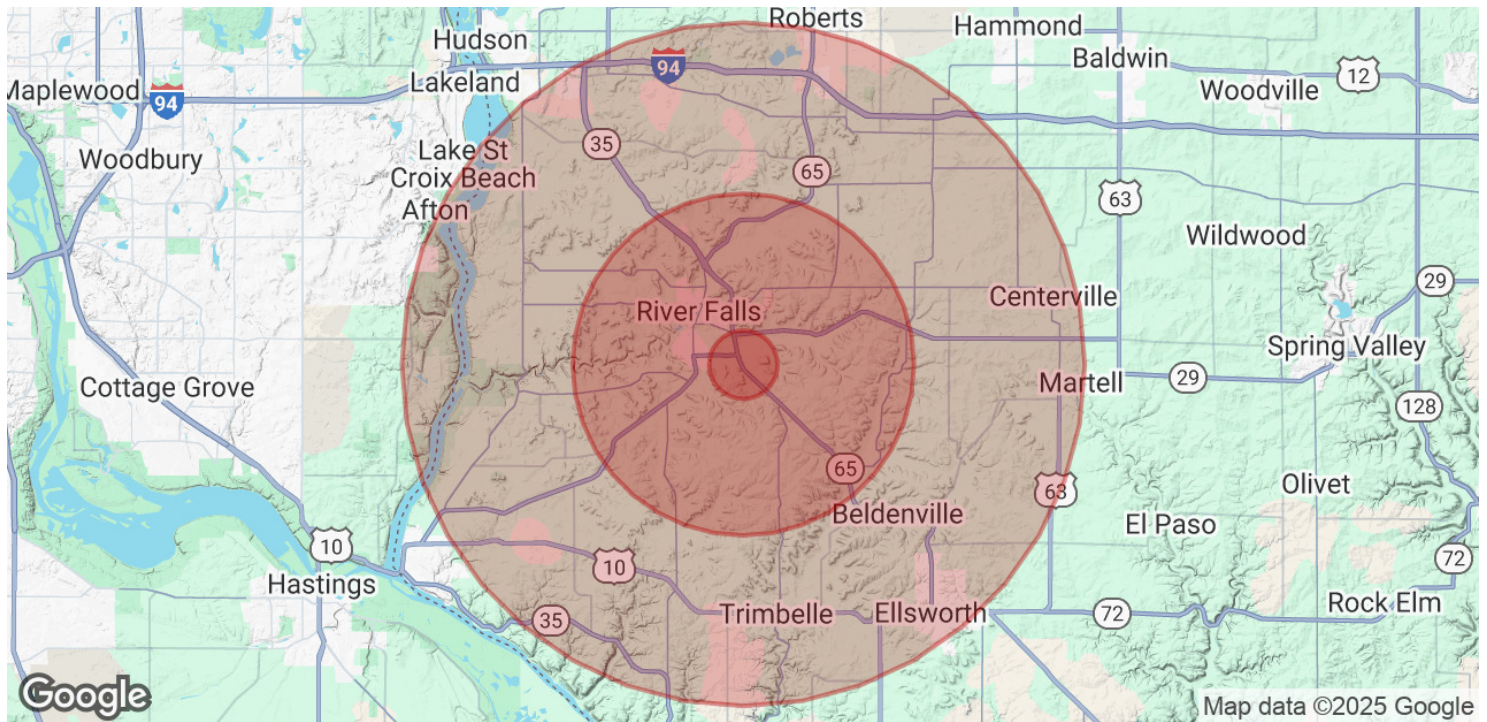 Roberts
Hammond
Hudson
Baldwin
94
Lakeland
12
Maplewood
94
Woodville
35
Woodbury
Lake St
Croix Beach
65
63
Afton
Wildwood
29
Centerville
River Falls
Spring Valley
Cottage Grove
Martell
29
128
65
63
Olivet
Beldenville
El Paso
10
72
10
Hastings
Trimbelle
Ellsworth
72
Rock Elm
35
Google
Map data ©2025 Google